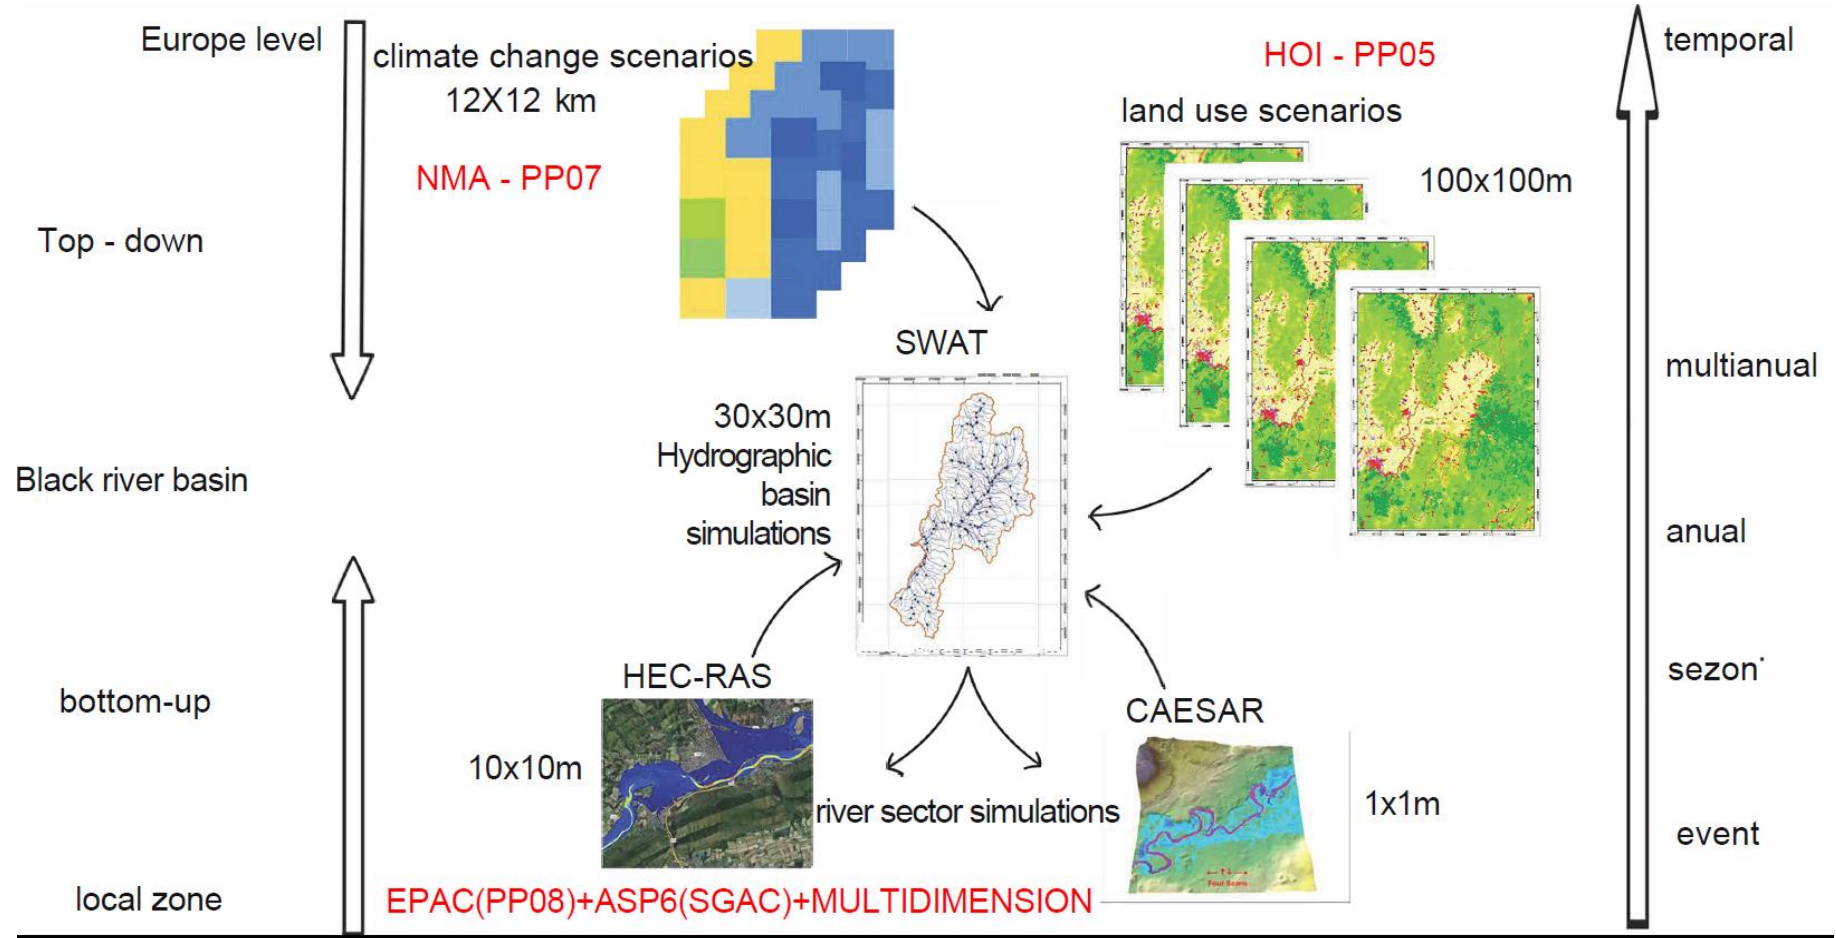 Europe level
climate change scenarios
12X12 km
NMA - PP07
HOI - PP05
land use scenarios
100x100m
temporal
Top - down
SWAT
multianual
30x30m
Hydrographic
basin
simulations
Black river basin
anual
HEC-RAS
CAESAR
sezon
bottom-up
10x10m
river sector simulations
1x1m
event
Four Scans
local zone
EPAC(PP08)+ASP6(SGAC)+MULTIDIMENSION